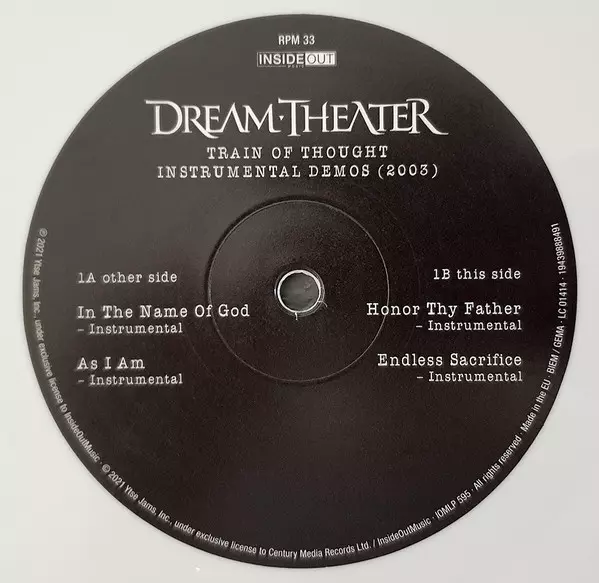 RPM 33
INSIDEOUT
MUSIC
DREAM·THEATER
TRAIN OF THOUGHT
INSTRUMENTAL DEMOS (2003)
1A other side
In The Name Of God
– Instrumental
As I Am
– Instrumental
1B this side
Honor Thy Father
– Instrumental
Endless Sacrifice
– Instrumental
℗ 2021 Ytse Jams, Inc., under exclusive license to InsideOutMusic · © 2021 Ytse Jams, Inc., under exclusive license to Century Media Records Ltd. / InsideOutMusic · IOMLP 595 · All rights reserved · Made in the EU · BIEM / GEMA · LC 01414 · 19439888491